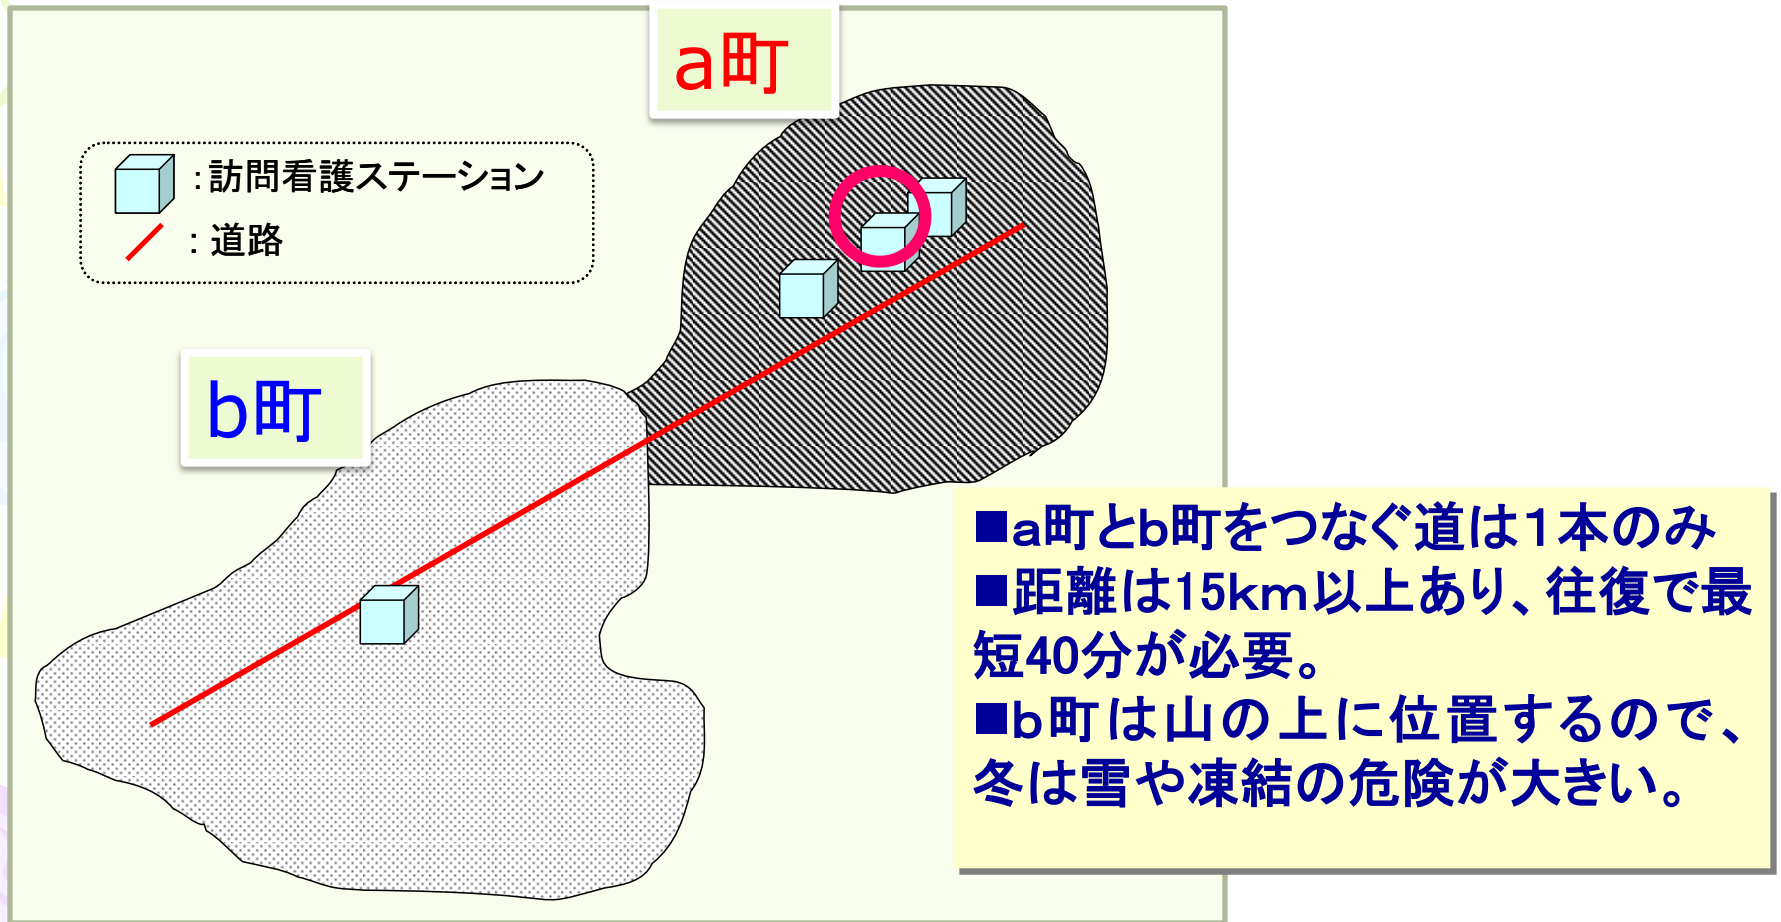 a町
：訪問看護ステーション
：道路
b町
■a町とb町をつなぐ道は１本のみ
■距離は15ｋｍ以上あり、往復で最
短40分が必要。
■ｂ町は山の上に位置するので、
冬は雪や凍結の危険が大きい。